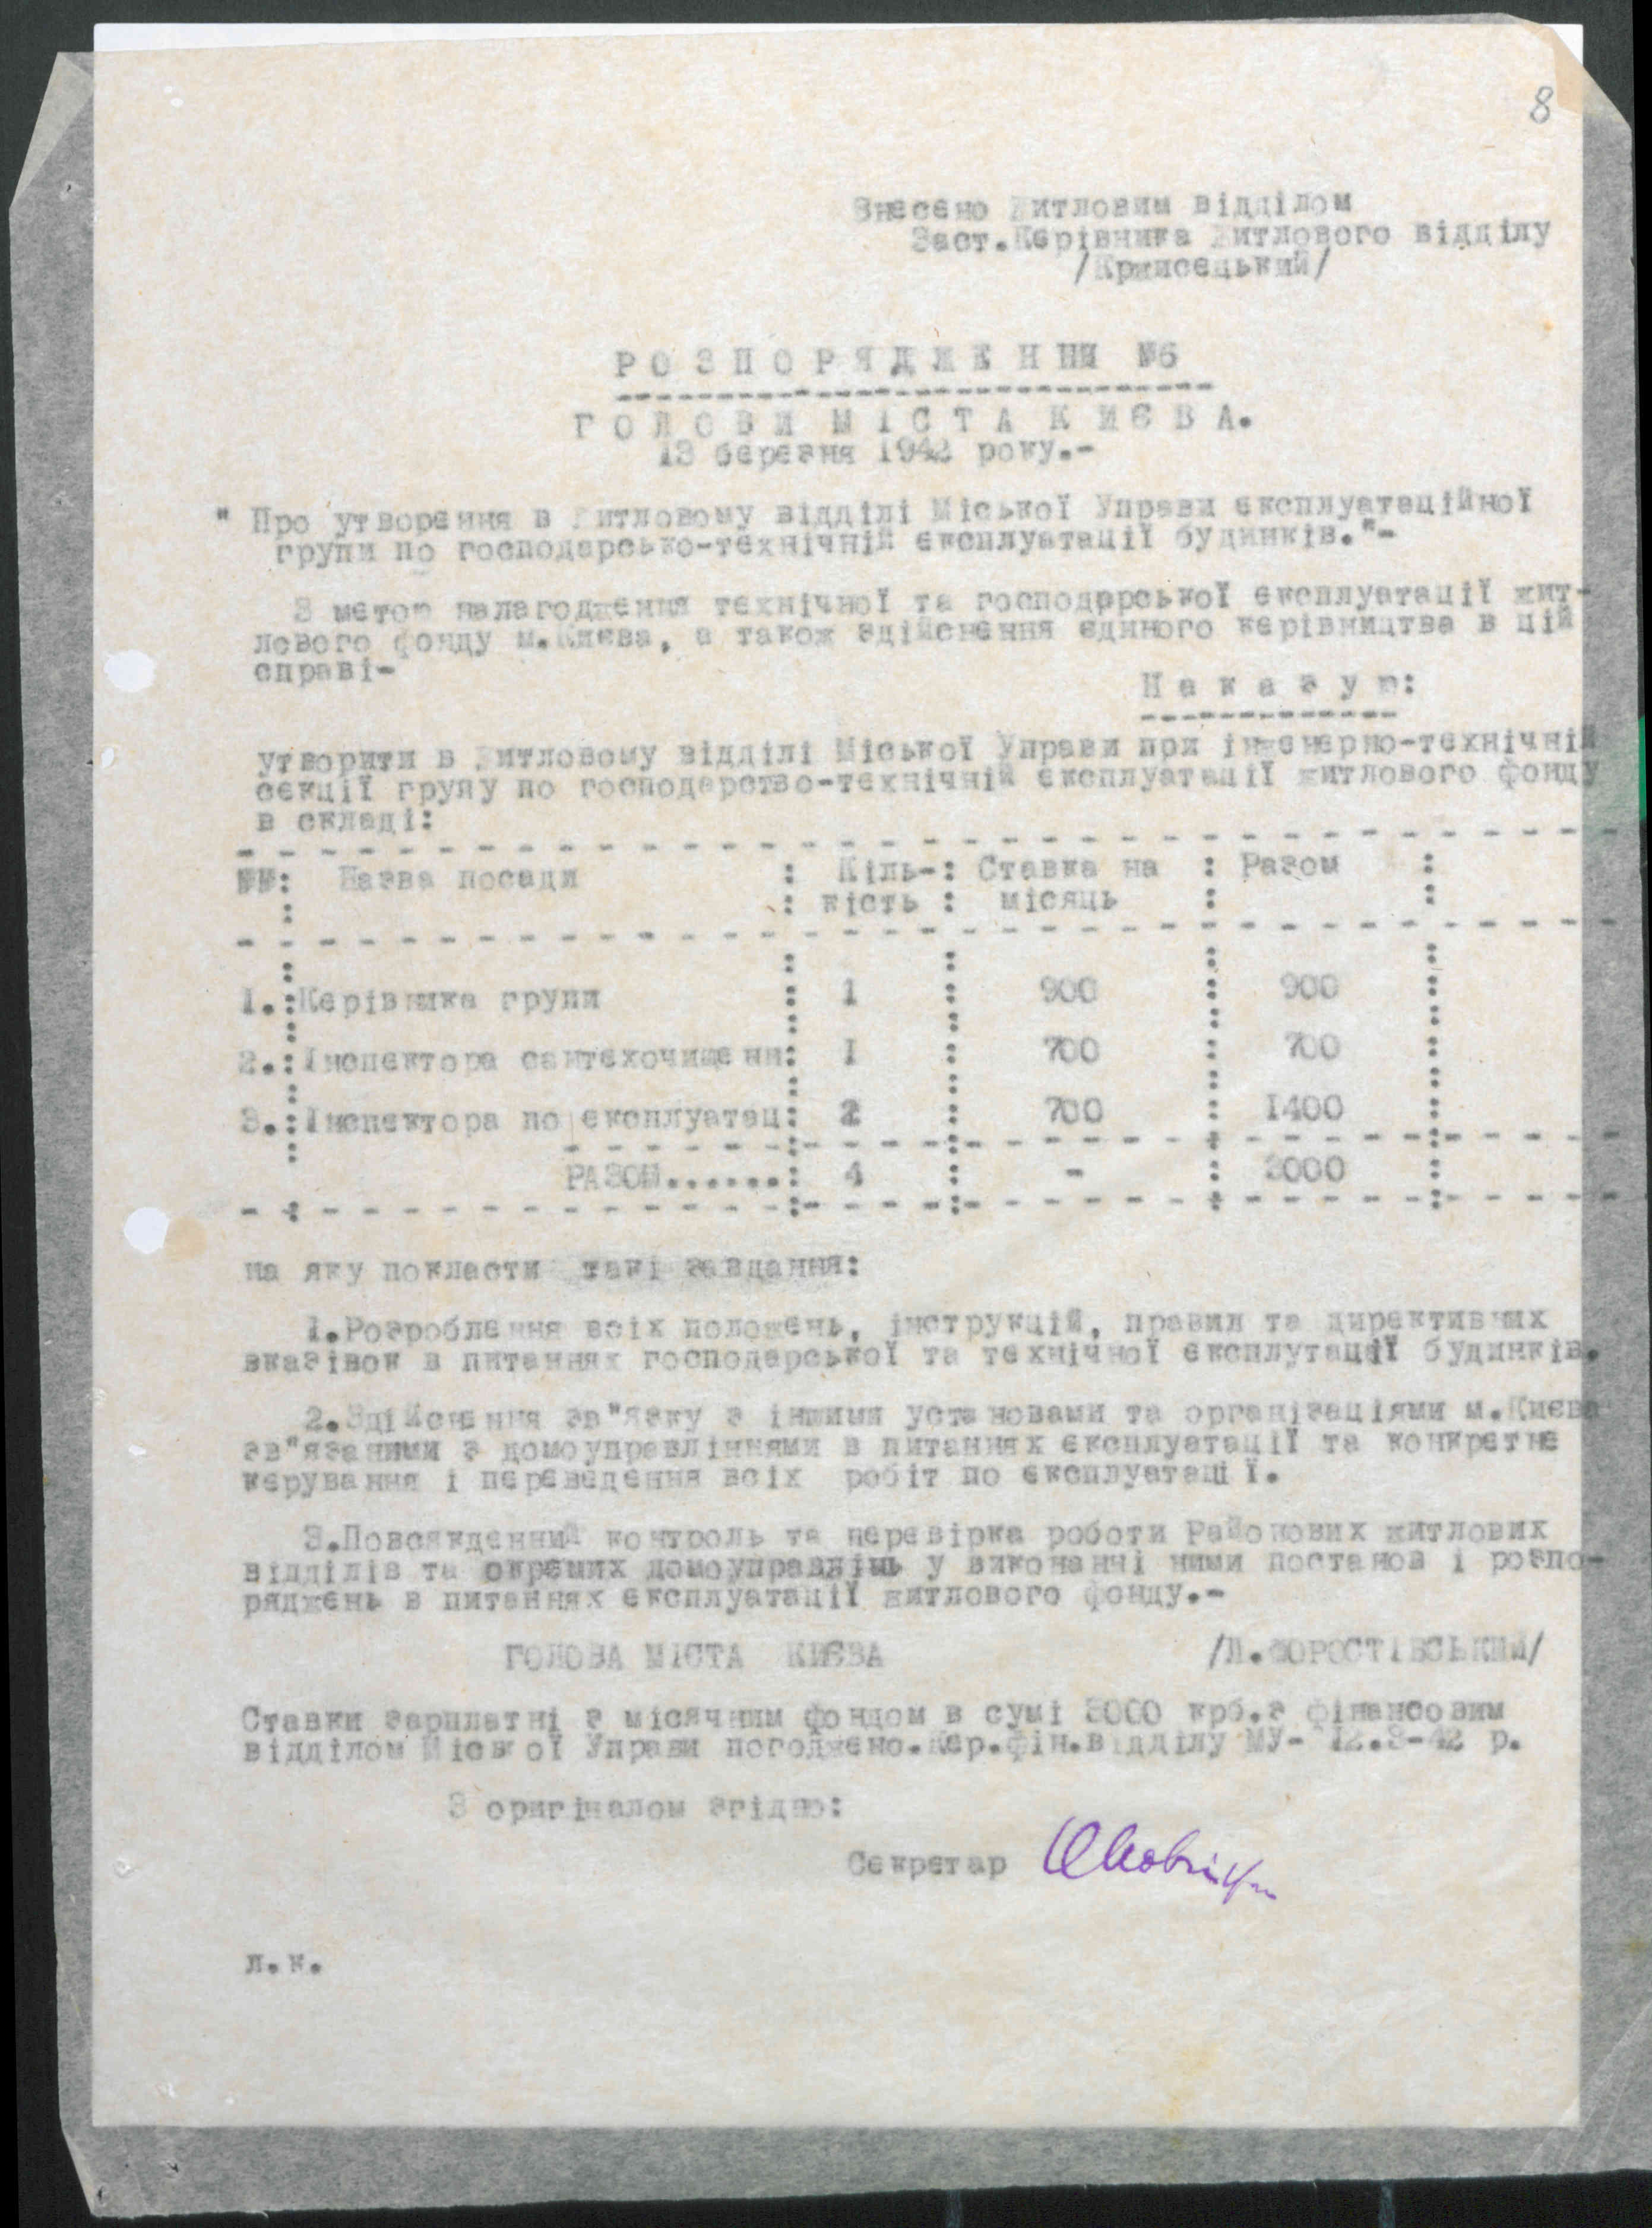 8
Внесено Житловим відділом
Заст.Керівника Житлового відділу
/Кржисецький/
Р О З П О Р Я Д Ж Е Н НЯ №6
Г О Л О В И М І С Т А К И Є В А.
13 березня 1942 року.-
" Про утворення в Житловому відділі Міської Управи експлуатаційної
групи по господарсько-технічній експлуатації будинків."-
З метою налагодження технічної та господарської експлуатації жит-
лового фонду м.Києва, а також здійснення єдиного керівництва в цій
справі-
Н а к а з у ю:
утворити в Житловому відділі Міської Управи при інженерно-технічній
секції групу по господарство-технічній експлуатації житлового фонду
в складі:
№№: Назва посади : Кіль-: Ставка на : Разом :
: : кість : місяць : :
1.:Керівника групи : 1 : 900 : 900 :
2.:Інспектора сантехочищенн: 1 : 700 : 700 :
3.:Інспектора по експлуатац: 2 : 700 : 1400 :
РАЗОМ.......: 4 : - : 3000 :
на яку покласти такі завдання:
1.Розроблення всіх положень, інструкцій, правил та директивних
вказівок в питаннях господарської та технічної експлутації будинків.
2.Здійснення зв"язку з іншими установами та організаціями м.Києва
зв"язаними з домоуправліннями в питаннях експлуатації та конкретне
керування і переведення всіх робіт по експлуатації.
3.Повсякденний контроль та перевірка роботи Районових житлових
відділів та окремих домоуправлінь у виконанні ними постанов і розпо-
ряджень в питаннях експлуатації житлового фонду.-
ГОЛОВА МІСТА КИЄВА /Л.ФОРОСТІВСЬКИЙ/
Ставки зарплатні з місячним фондом в сумі 3000 крб.з фінансовим
відділом Міської Управи погоджено.Кер.фін.відділу МУ- 12.3-42 р.
З оригіналом згідно:
Секретар
л.к.